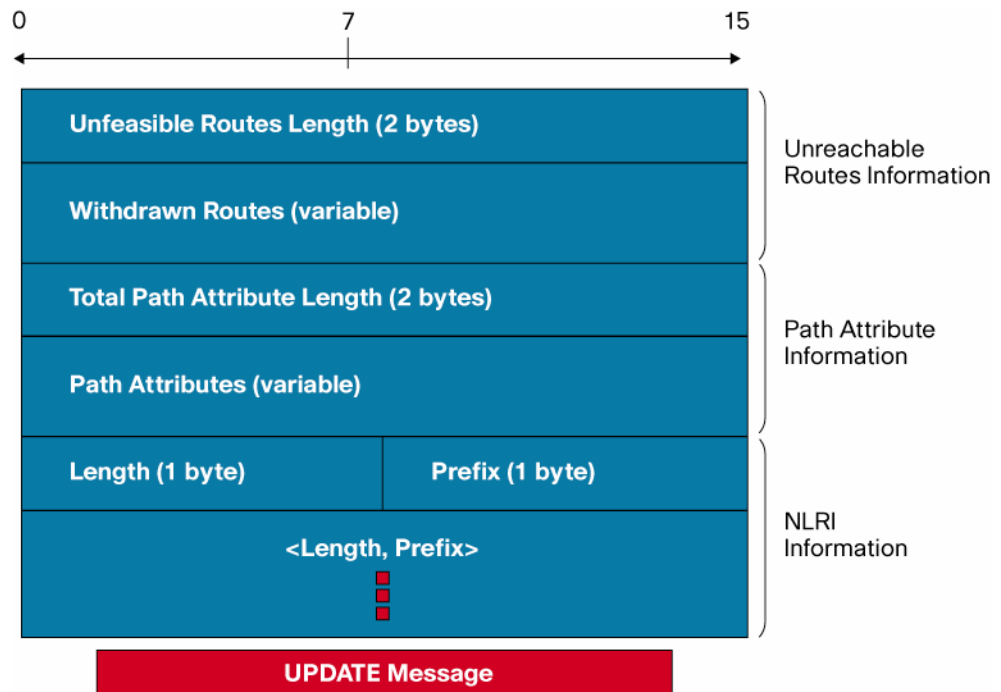 0 7 15
Unfeasible Routes Length (2 bytes)
Unreachable
Routes Information
Withdrawn Routes (variable)
Total Path Attribute Length (2 bytes)
Path Attribute
Information
Path Attributes (variable)
Length (1 byte) Prefix (1 byte)
NLRI
Information
<Length, Prefix>
UPDATE Message